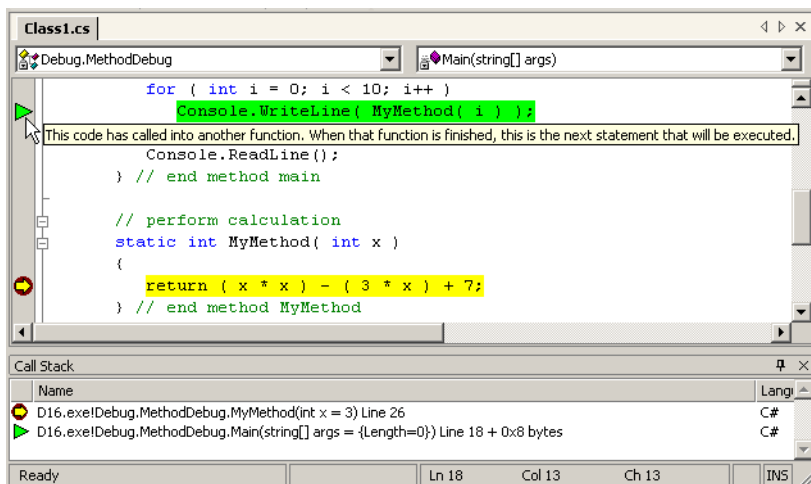 Class1.cs
Debug.MethodDebug
Main(string[] args)
for ( int i = 0; i < 10; i++ )
Console.WriteLine( MyMethod( i ) );
This code has called into another function. When that function is finished, this is the next statement that will be executed.
Console.ReadLine();
} // end method main
// perform calculation
static int MyMethod( int x )
{
return ( x * x ) - ( 3 * x ) + 7;
} // end method MyMethod
Call Stack
Name Langu
D16.exe!Debug.MethodDebug.MyMethod(int x = 3) Line 26 C#
D16.exe!Debug.MethodDebug.Main(string[] args = {Length=0}) Line 18 + 0x8 bytes C#
Ready Ln 18 Col 13 Ch 13 INS